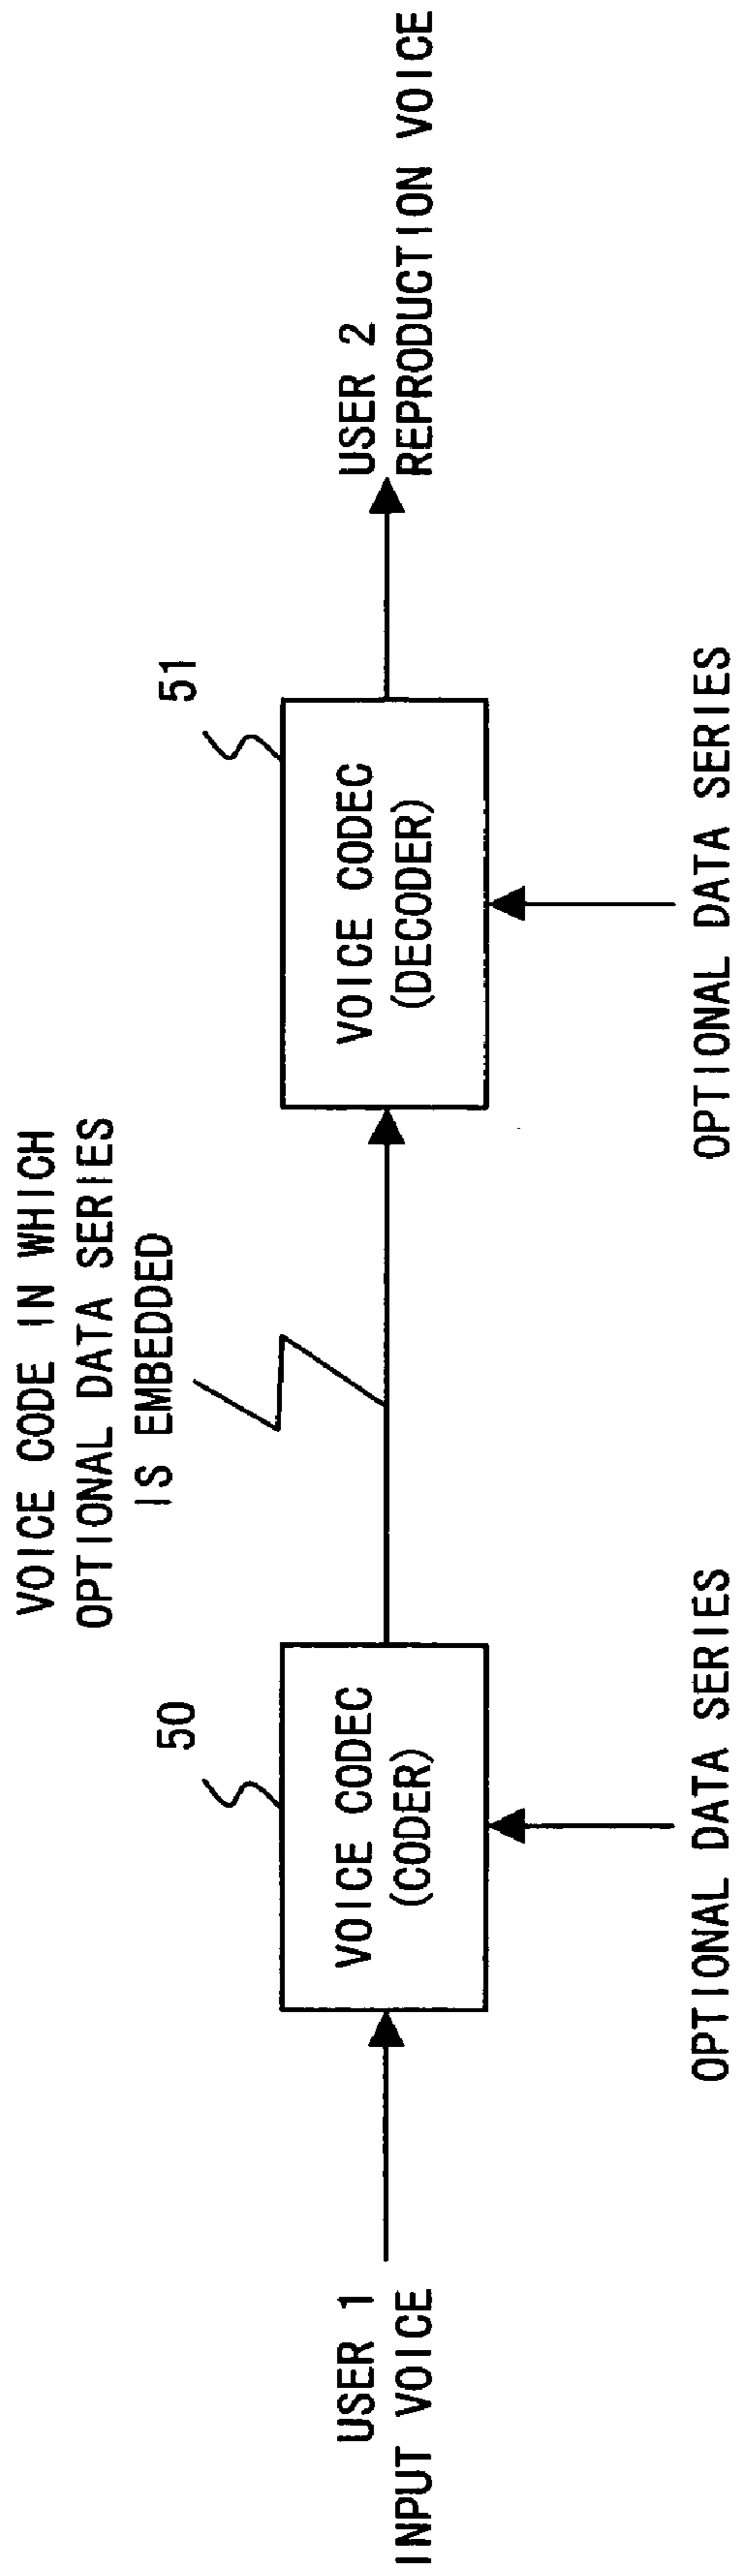 VOICE CODE IN WHICH
OPTIONAL DATA SERIES
IS EMBEDDED
USER 1
INPUT VOICE
50
VOICE CODEC
(CODER)
51
VOICE CODEC
(DECODER)
USER 2
REPRODUCTION VOICE
OPTIONAL DATA SERIES
OPTIONAL DATA SERIES